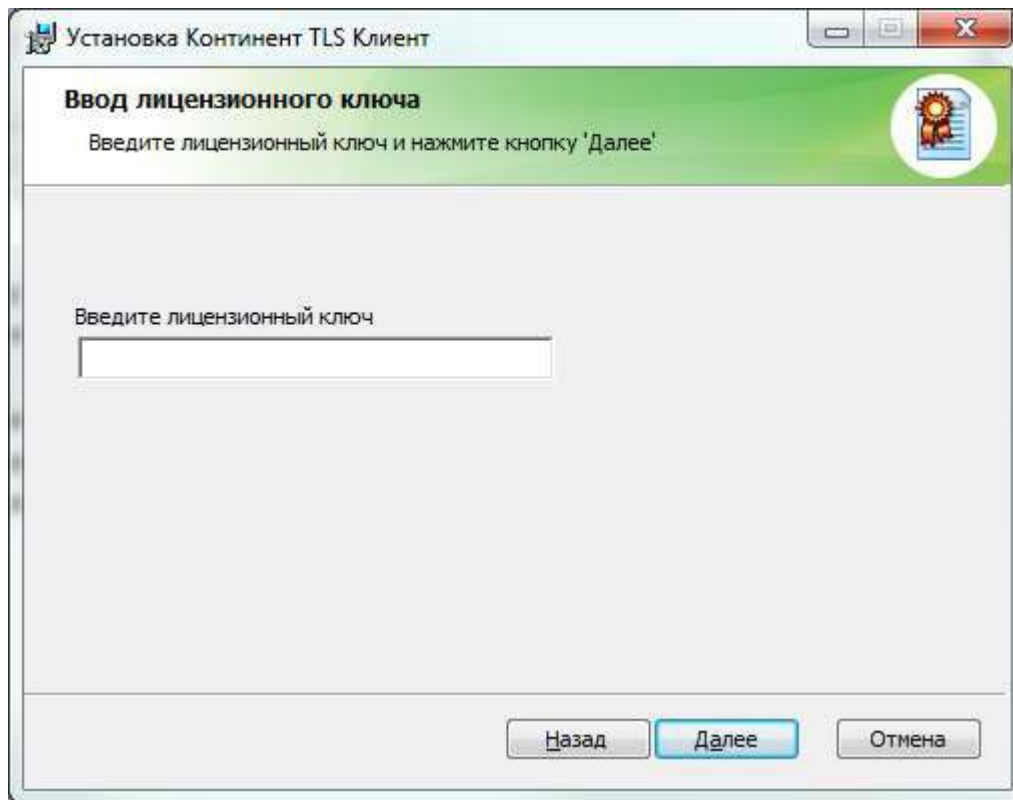 Установка Континент TLS Клиент
Ввод лицензионного ключа
Введите лицензионный ключ и нажмите кнопку 'Далее'
Введите лицензионный ключ
Назад
Далее
Отмена